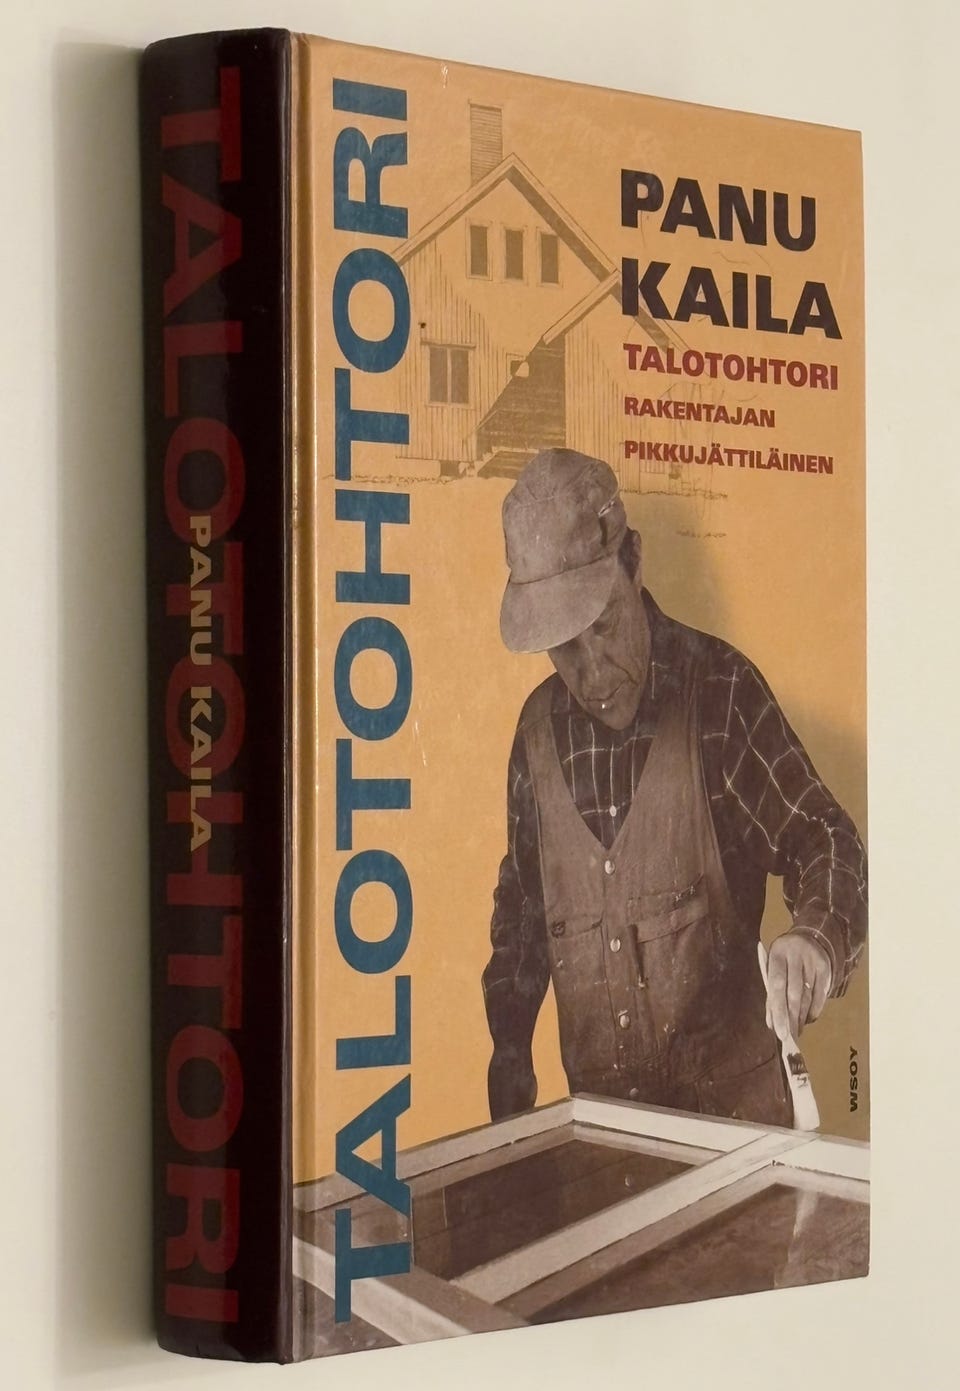 TALOTOHTORI
PANU KAILA
TALOTOHTORI
PANU
KAILA
TALOTOHTORI
RAKENTAJAN
PIKKUJÄTTILÄINEN
WSOY